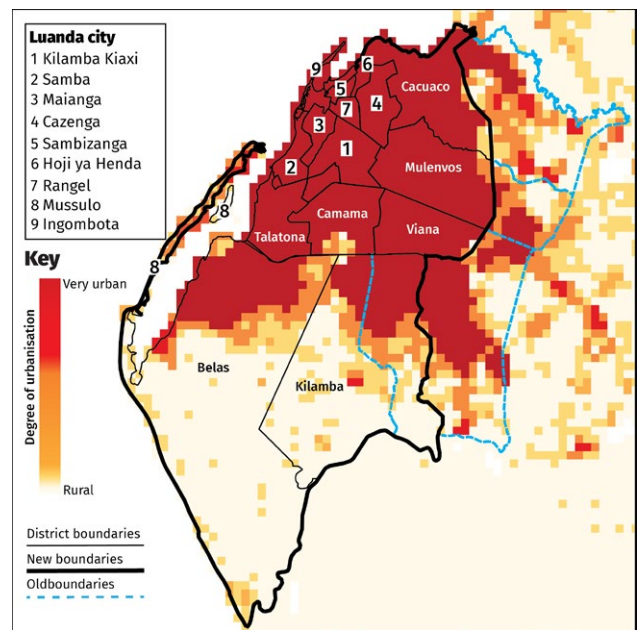 Luanda city
1 Kilamba Kiaxi
2 Samba
3 Maianga
4 Cazenga
5 Sambizanga
6 Hoji ya Henda
7 Rangel
8 Mussulo
9 Ingombota
Key
Very urban
Degree of urbanisation
Rural
District boundaries
New boundaries
Oldboundaries
9
6
5
4
7
3
1
2
8
8
Cacuaco
Mulenvos
Camama
Talatona
Viana
Belas
Kilamba